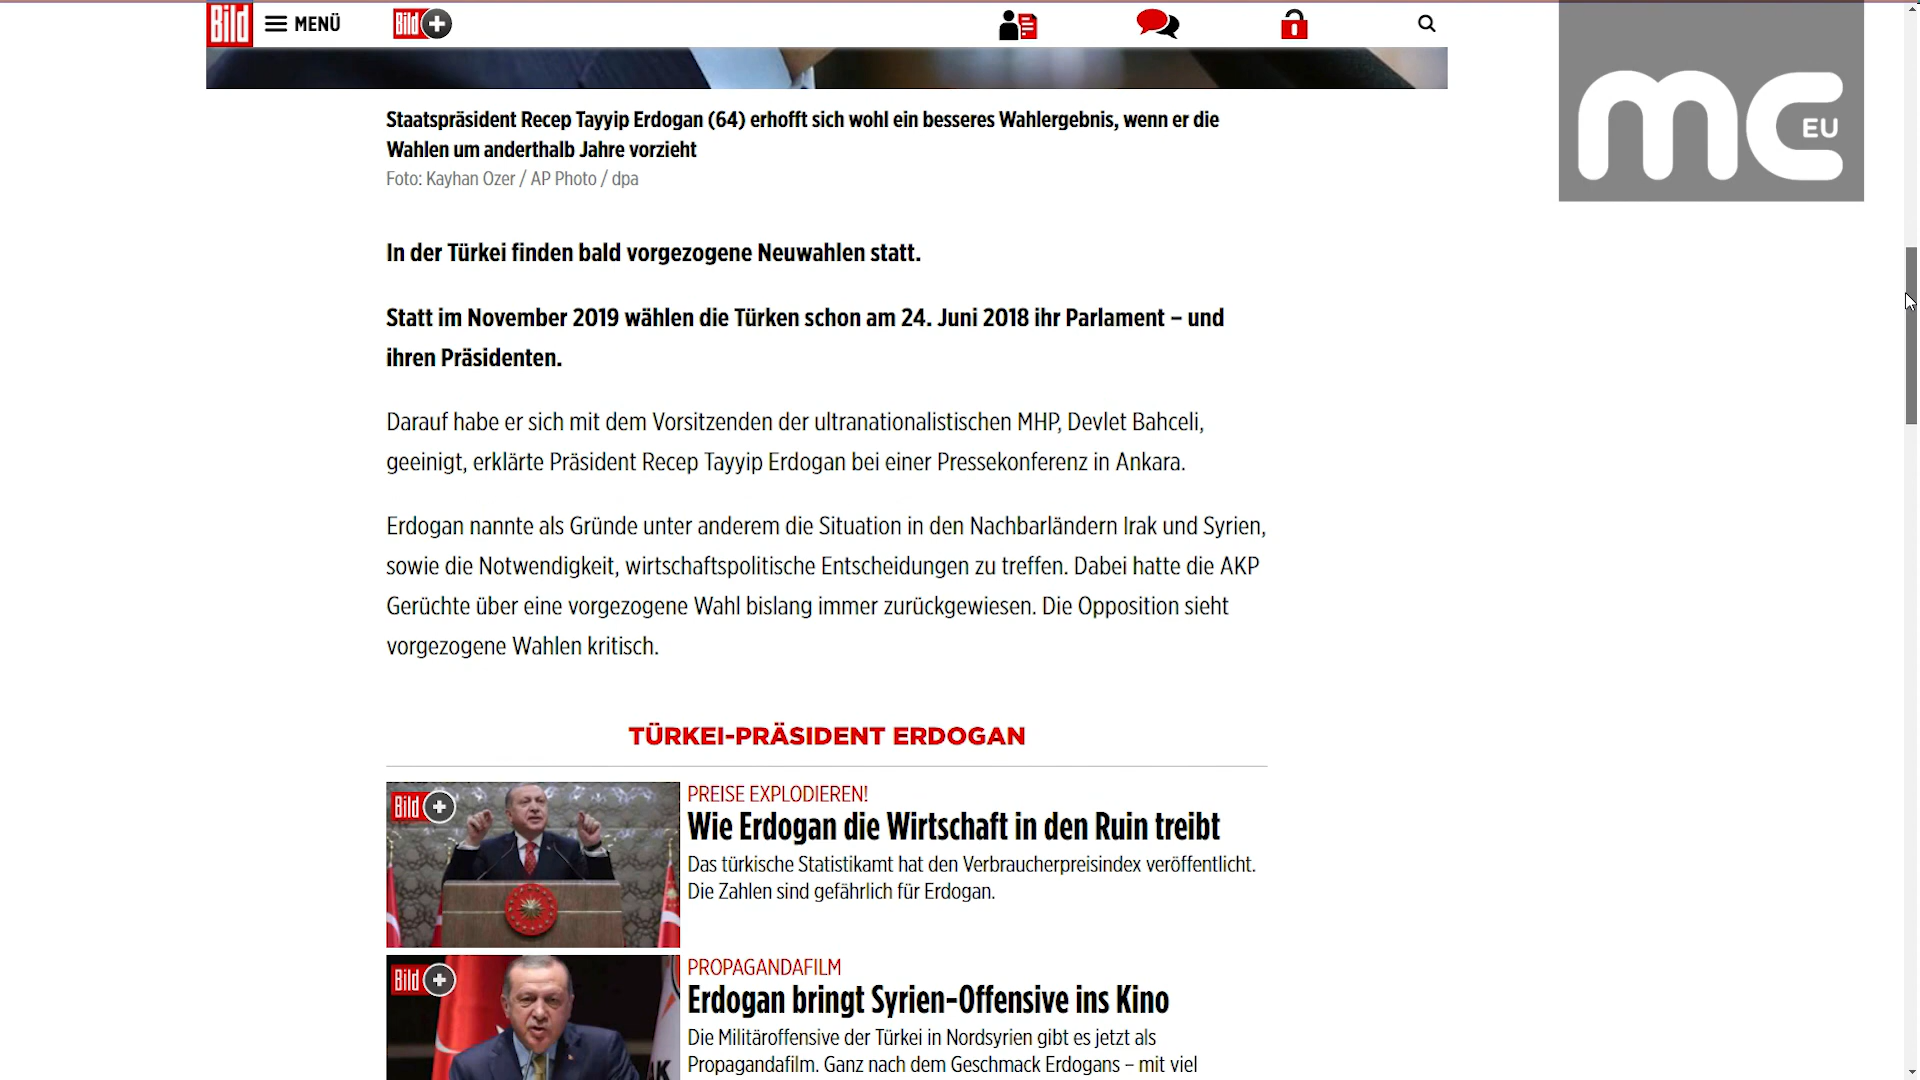 Bild
MENÜ
Bild+
mc EU
Staatspräsident Recep Tayyip Erdogan (64) erhofft sich wohl ein besseres Wahlergebnis, wenn er die
Wahlen um anderthalb Jahre vorzieht
Foto: Kayhan Ozer / AP Photo / dpa
In der Türkei finden bald vorgezogene Neuwahlen statt.
Statt im November 2019 wählen die Türken schon am 24. Juni 2018 ihr Parlament – und
ihren Präsidenten.
Darauf habe er sich mit dem Vorsitzenden der ultranationalistischen MHP, Devlet Bahceli,
geeinigt, erklärte Präsident Recep Tayyip Erdogan bei einer Pressekonferenz in Ankara.
Erdogan nannte als Gründe unter anderem die Situation in den Nachbarländern Irak und Syrien,
sowie die Notwendigkeit, wirtschaftspolitische Entscheidungen zu treffen. Dabei hatte die AKP
Gerüchte über eine vorgezogene Wahl bislang immer zurückgewiesen. Die Opposition sieht
vorgezogene Wahlen kritisch.
TÜRKEI-PRÄSIDENT ERDOGAN
Bild+
PREISE EXPLODIEREN!
Wie Erdogan die Wirtschaft in den Ruin treibt
Das türkische Statistikamt hat den Verbraucherpreisindex veröffentlicht.
Die Zahlen sind gefährlich für Erdogan.
Bild+
PROPAGANDAFILM
Erdogan bringt Syrien-Offensive ins Kino
Die Militäroffensive der Türkei in Nordsyrien gibt es jetzt als
Propagandafilm. Ganz nach dem Geschmack Erdogans – mit viel